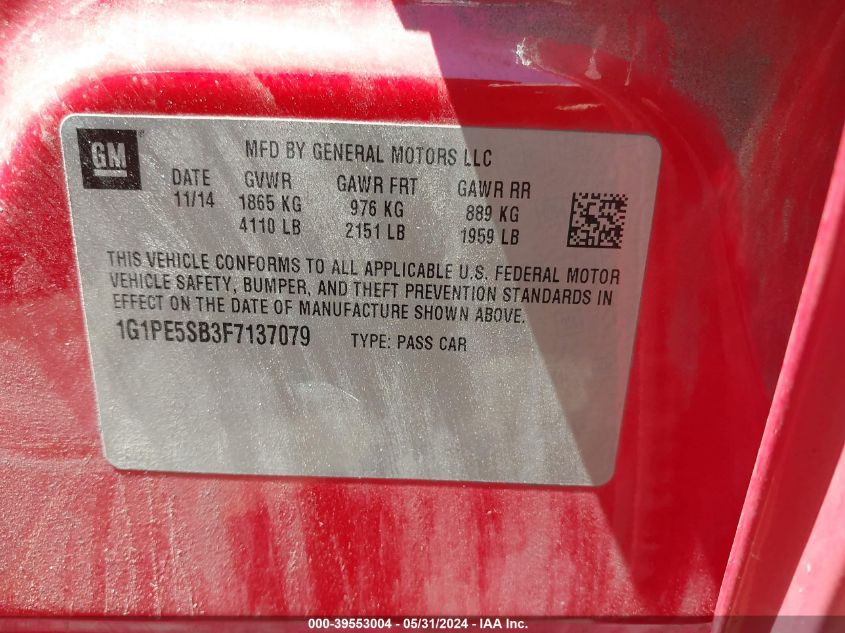 GM
MFD BY GENERAL MOTORS LLC
DATE GVWR GAWR FRT GAWR RR
11/14 1865 KG 976 KG 889 KG
4110 LB 2151 LB 1959 LB
THIS VEHICLE CONFORMS TO ALL APPLICABLE U.S. FEDERAL MOTOR
VEHICLE SAFETY, BUMPER, AND THEFT PREVENTION STANDARDS IN
EFFECT ON THE DATE OF MANUFACTURE SHOWN ABOVE.
1G1PE5SB3F7137079 TYPE: PASS CAR
000-39553004 / 05/31/2024 - IAA Inc.